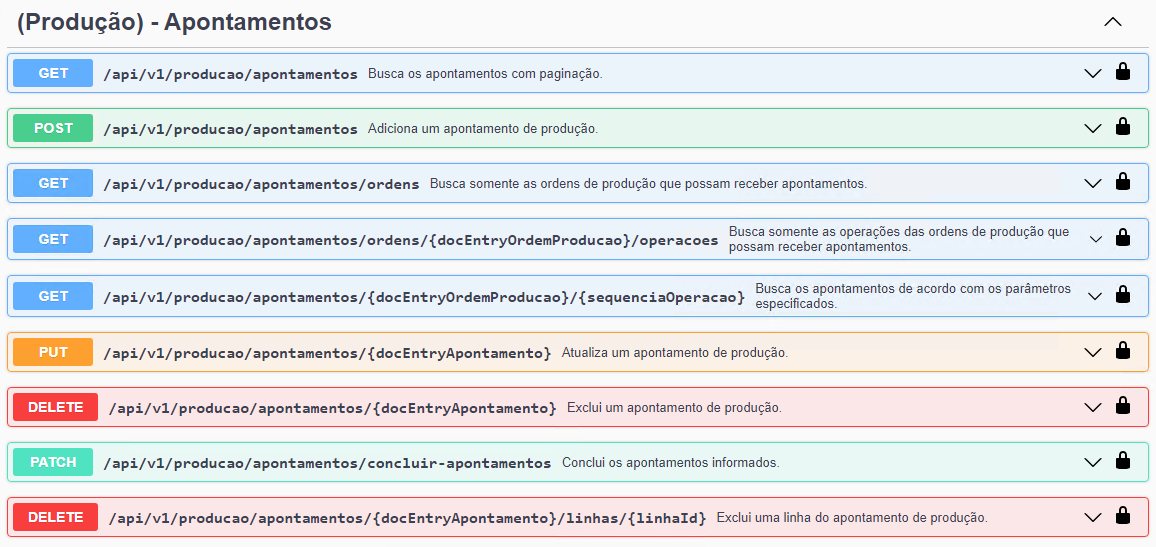 (Produção) - Apontamentos
GET /api/v1/producao/apontamentos Busca os apontamentos com paginação.
POST /api/v1/producao/apontamentos Adiciona um apontamento de produção.
GET /api/v1/producao/apontamentos/ordens Busca somente as ordens de produção que possam receber apontamentos.
GET /api/v1/producao/apontamentos/ordens/{docEntryOrdemProducao}/operacoes Busca somente as operações das ordens de produção que
possam receber apontamentos.
GET /api/v1/producao/apontamentos/{docEntryOrdemProducao}/{sequenciaOperacao} Busca os apontamentos de acordo com os parâmetros
especificados.
PUT /api/v1/producao/apontamentos/{docEntryApontamento} Atualiza um apontamento de produção.
DELETE /api/v1/producao/apontamentos/{docEntryApontamento} Exclui um apontamento de produção.
PATCH /api/v1/producao/apontamentos/concluir-apontamentos Conclui os apontamentos informados.
DELETE /api/v1/producao/apontamentos/{docEntryApontamento}/linhas/{linhaId} Exclui uma linha do apontamento de produção.